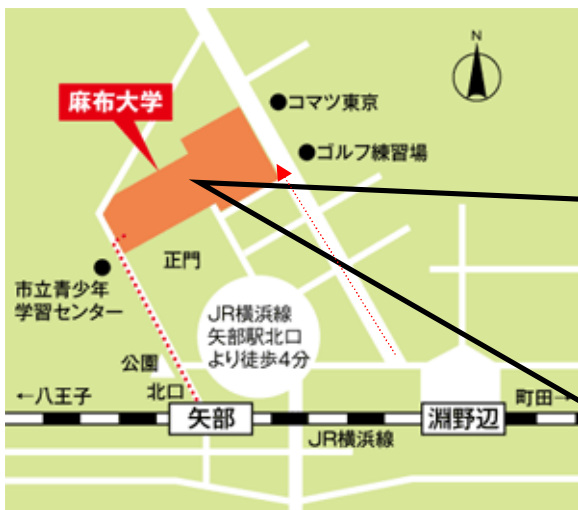 N
麻布大学
コマツ東京
ゴルフ練習場
正門
市立青少年
学習センター
JR横浜線
矢部駅北口
より徒歩4分
公園
北口
←八王子
町田→
矢部
淵野辺
JR横浜線